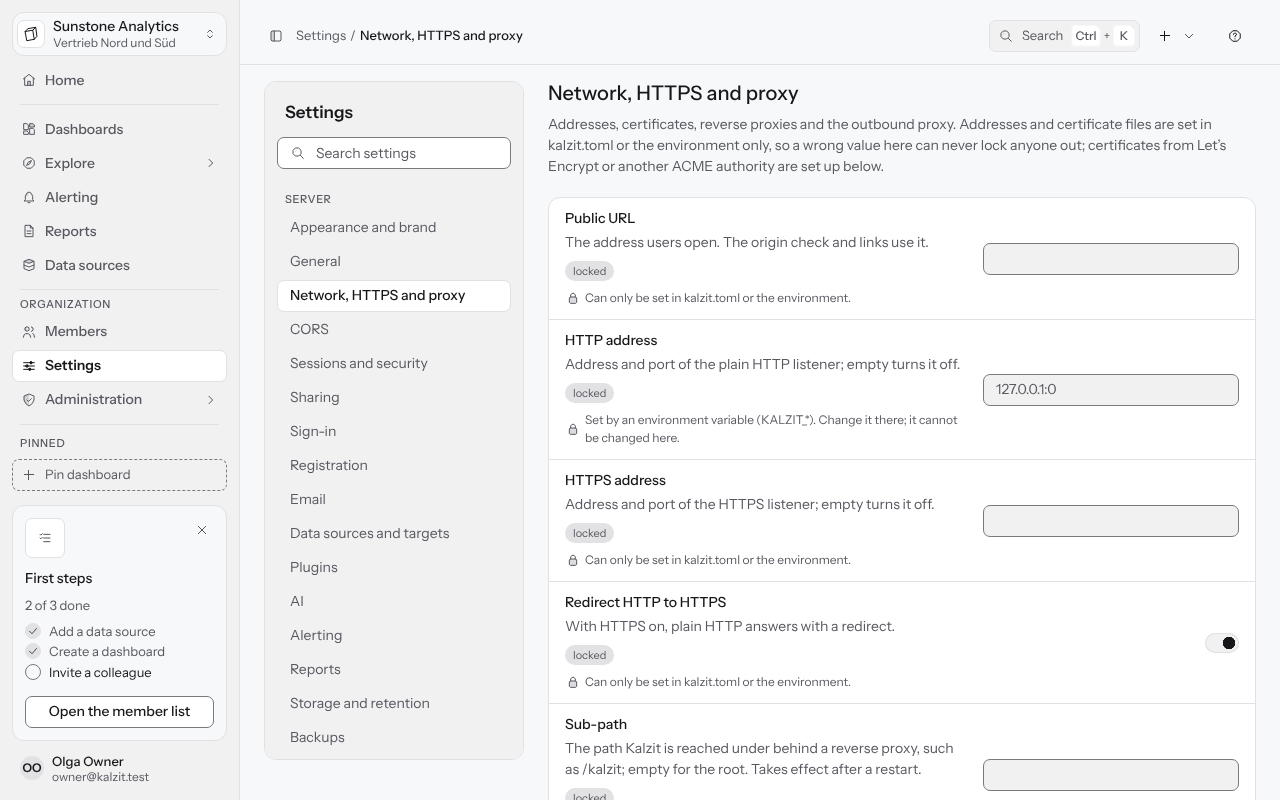 Sunstone Analytics
Vertrieb Nord und Süd
Home
Dashboards
Explore
Alerting
Reports
Data sources
ORGANIZATION
Members
Settings
Administration
PINNED
Pin dashboard
First steps
2 of 3 done
Add a data source
Create a dashboard
Invite a colleague
Open the member list
OO
Olga Owner
owner@kalzit.test
Settings / Network, HTTPS and proxy
Search Ctrl + K
Settings
Search settings
SERVER
Appearance and brand
General
Network, HTTPS and proxy
CORS
Sessions and security
Sharing
Sign-in
Registration
Email
Data sources and targets
Plugins
AI
Alerting
Reports
Storage and retention
Backups
Network, HTTPS and proxy
Addresses, certificates, reverse proxies and the outbound proxy. Addresses and certificate files are set in
kalzit.toml or the environment only, so a wrong value here can never lock anyone out; certificates from Let's
Encrypt or another ACME authority are set up below.
Public URL
The address users open. The origin check and links use it.
locked
Can only be set in kalzit.toml or the environment.
HTTP address
Address and port of the plain HTTP listener; empty turns it off.
locked
127.0.0.1:0
Set by an environment variable (KALZIT_*). Change it there; it cannot
be changed here.
HTTPS address
Address and port of the HTTPS listener; empty turns it off.
locked
Can only be set in kalzit.toml or the environment.
Redirect HTTP to HTTPS
With HTTPS on, plain HTTP answers with a redirect.
locked
Can only be set in kalzit.toml or the environment.
Sub-path
The path Kalzit is reached under behind a reverse proxy, such
as /kalzit; empty for the root. Takes effect after a restart.
locked